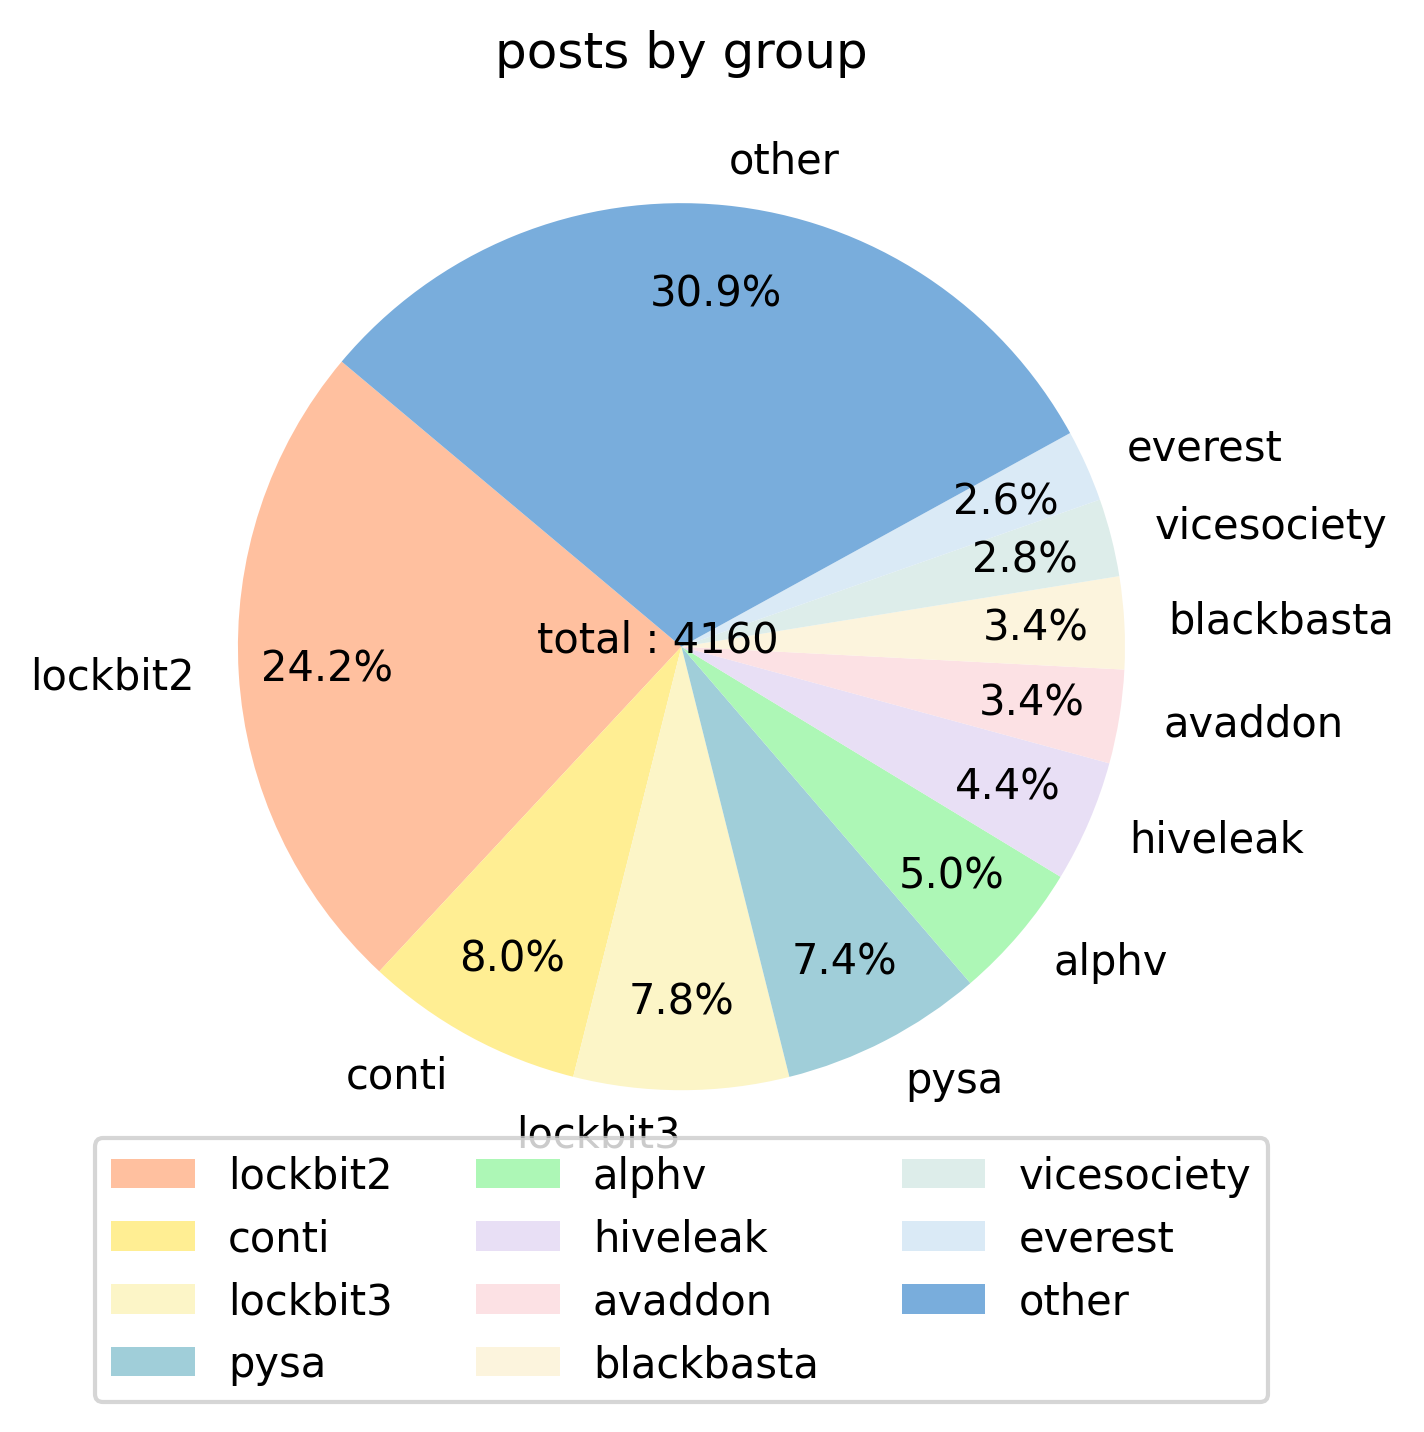 posts by group
other
30.9%
everest
2.6%
vicesociety
2.8%
blackbasta
3.4%
total : 4160
lockbit2
24.2%
avaddon
3.4%
hiveleak
4.4%
alphv
5.0%
pysa
7.4%
conti
8.0%
lockbit3
7.8%
lockbit2
conti
lockbit3
pysa
alphv
hiveleak
avaddon
blackbasta
vicesociety
everest
other